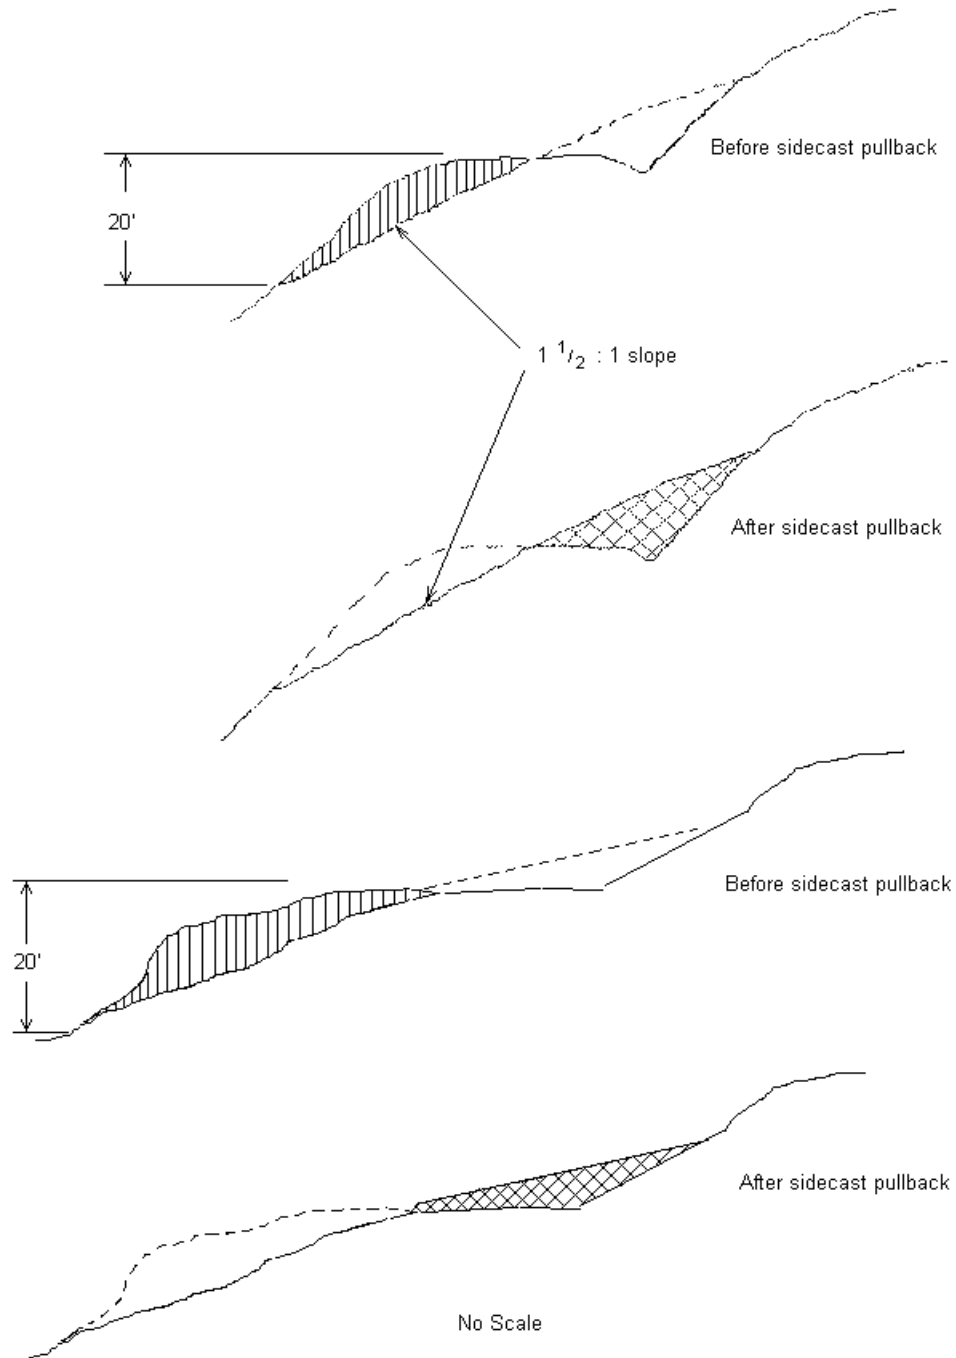 Before sidecast pullback
20'
1 1/2 : 1 slope
After sidecast pullback
Before sidecast pullback
20'
After sidecast pullback
No Scale